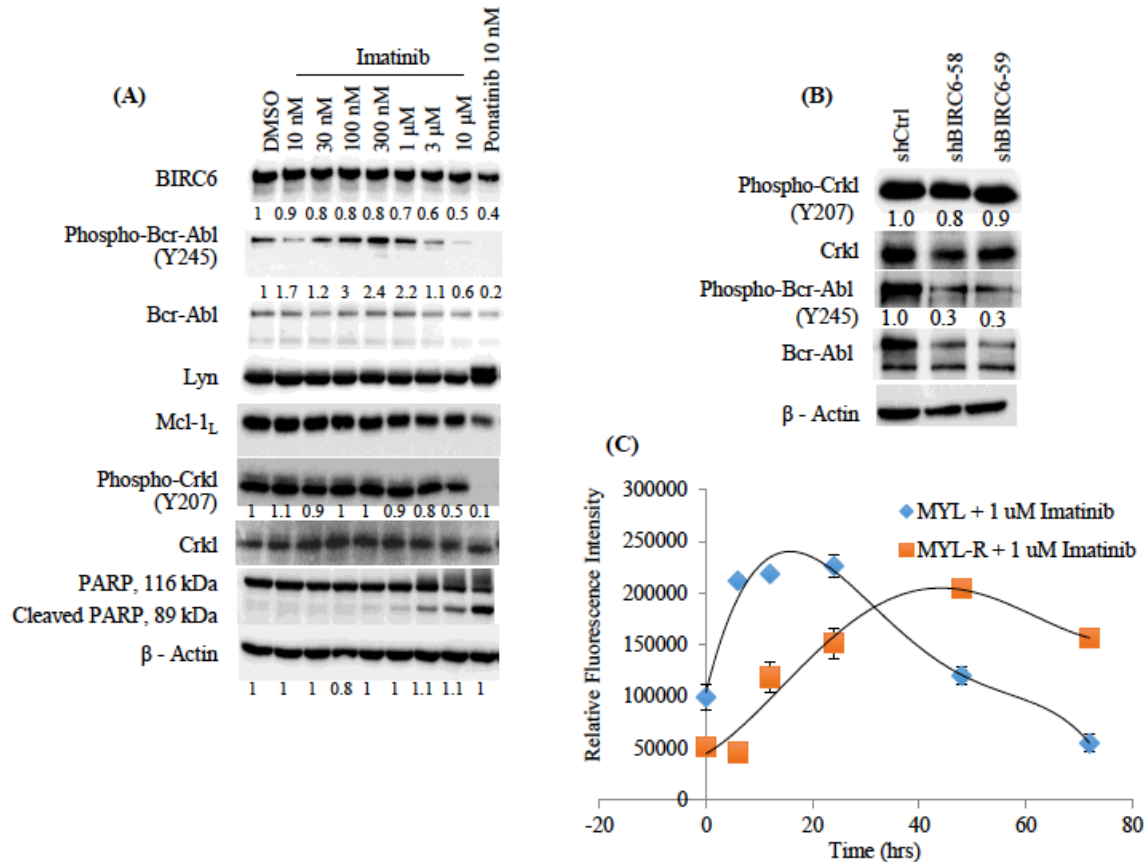 (A)
Imatinib
DMSO
10 nM
30 nM
100 nM
300 nM
1 µM
3 µM
10 µM
Ponatinib 10 nM
BIRC6
1 0.9 0.8 0.8 0.8 0.7 0.6 0.5 0.4
Phospho-Bcr-Abl
(Y245)
1 1.7 1.2 3 2.4 2.2 1.1 0.6 0.2
Bcr-Abl
Lyn
Mcl-1L
Phospho-Crkl
(Y207)
1 1.1 0.9 1 1 0.9 0.8 0.5 0.1
Crkl
PARP, 116 kDa
Cleaved PARP, 89 kDa
β - Actin
1 1 1 0.8 1 1 1.1 1.1 1
(B)
shCtrl
shBIRC6-58
shBIRC6-59
Phospho-Crkl
(Y207)
1.0 0.8 0.9
Crkl
Phospho-Bcr-Abl
(Y245)
1.0 0.3 0.3
Bcr-Abl
β - Actin
(C)
Relative Fluorescence Intensity
300000
250000
200000
150000
100000
50000
0
MYL + 1 uM Imatinib
MYL-R + 1 uM Imatinib
-20 0 20 40 60 80
Time (hrs)